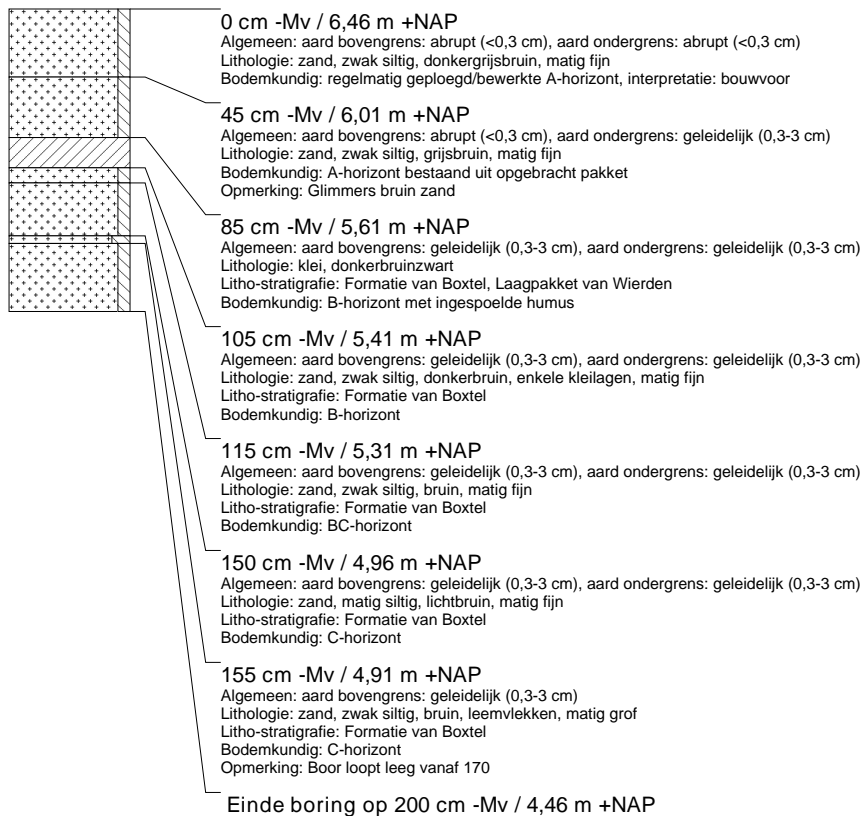 0 cm -Mv / 6,46 m +NAP
Algemeen: aard bovengrens: abrupt (<0,3 cm), aard ondergrens: abrupt (<0,3 cm)
Lithologie: zand, zwak siltig, donkergrijsbruin, matig fijn
Bodemkundig: regelmatig geploegd/bewerkte A-horizont, interpretatie: bouwvoor
45 cm -Mv / 6,01 m +NAP
Algemeen: aard bovengrens: abrupt (<0,3 cm), aard ondergrens: geleidelijk (0,3-3 cm)
Lithologie: zand, zwak siltig, grijsbruin, matig fijn
Bodemkundig: A-horizont bestaand uit opgebracht pakket
Opmerking: Glimmers bruin zand
85 cm -Mv / 5,61 m +NAP
Algemeen: aard bovengrens: geleidelijk (0,3-3 cm), aard ondergrens: geleidelijk (0,3-3 cm)
Lithologie: klei, donkerbruinzwart
Litho-stratigrafie: Formatie van Boxtel, Laagpakket van Wierden
Bodemkundig: B-horizont met ingespoelde humus
105 cm -Mv / 5,41 m +NAP
Algemeen: aard bovengrens: geleidelijk (0,3-3 cm), aard ondergrens: geleidelijk (0,3-3 cm)
Lithologie: zand, zwak siltig, donkerbruin, enkele kleilagen, matig fijn
Litho-stratigrafie: Formatie van Boxtel
Bodemkundig: B-horizont
115 cm -Mv / 5,31 m +NAP
Algemeen: aard bovengrens: geleidelijk (0,3-3 cm), aard ondergrens: geleidelijk (0,3-3 cm)
Lithologie: zand, zwak siltig, bruin, matig fijn
Litho-stratigrafie: Formatie van Boxtel
Bodemkundig: BC-horizont
150 cm -Mv / 4,96 m +NAP
Algemeen: aard bovengrens: geleidelijk (0,3-3 cm), aard ondergrens: geleidelijk (0,3-3 cm)
Lithologie: zand, matig siltig, lichtbruin, matig fijn
Litho-stratigrafie: Formatie van Boxtel
Bodemkundig: C-horizont
155 cm -Mv / 4,91 m +NAP
Algemeen: aard bovengrens: geleidelijk (0,3-3 cm)
Lithologie: zand, zwak siltig, bruin, leemvlekken, matig grof
Litho-stratigrafie: Formatie van Boxtel
Bodemkundig: C-horizont
Opmerking: Boor loopt leeg vanaf 170
Einde boring op 200 cm -Mv / 4,46 m +NAP